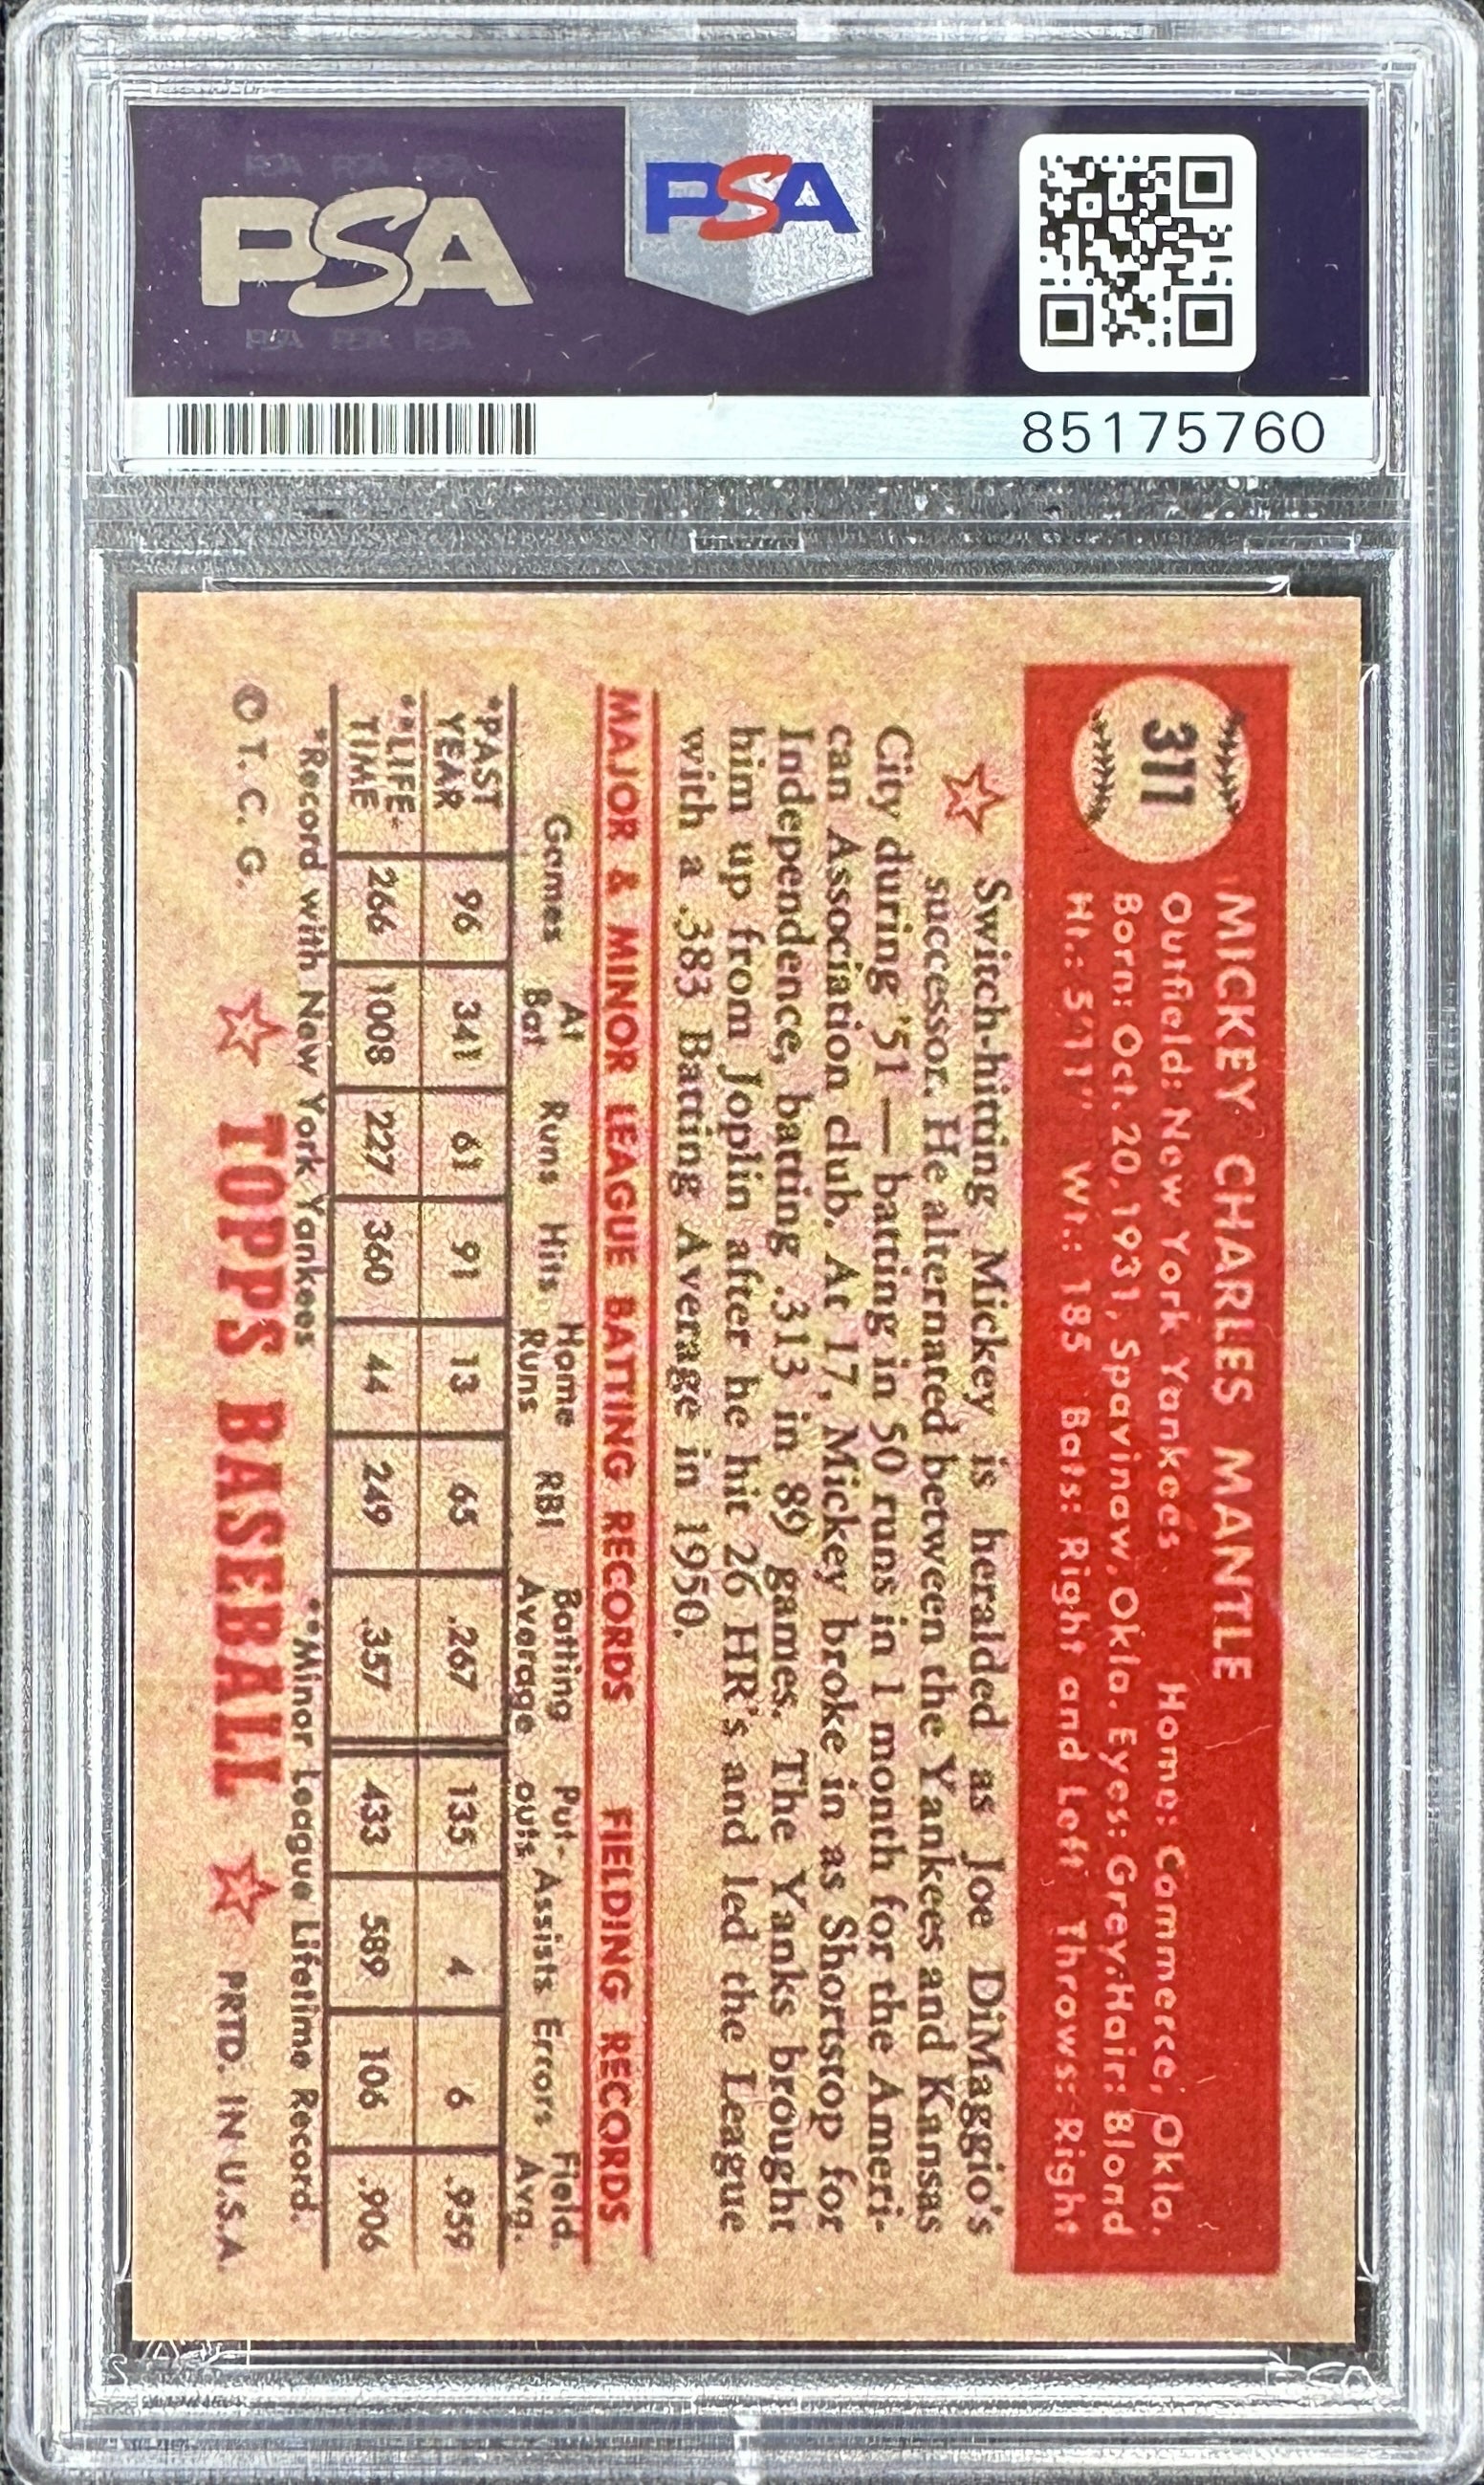 PSA PSA PSA
PSA
PSA PSA PSA
PSA
85175760
311
MICKEY CHARLES MANTLE
Outfield: New York Yankees Home: Commerce, Okla.
Born: Oct. 20, 1931, Spavinaw, Okla. Eyes: Grey Hair: Blond
Ht.: 5'11" Wt.: 185 Bats: Right and Left Throws: Right
Switch-hitting Mickey is heralded as Joe DiMaggio's
successor. He alternated between the Yankees and Kansas
City during '51 — batting in 50 runs in 1 month for the Ameri-
can Association club. At 17, Mickey broke in as Shortstop for
Independence, batting .313 in 89 games. The Yanks brought
him up from Joplin after he hit 26 HR's and led the League
with a .383 Batting Average in 1950.
MAJOR & MINOR LEAGUE BATTING RECORDS FIELDING RECORDS
Games At Bat Runs Hits Home Runs RBI Batting Average Put-outs Assists Errors Field. Avg.
*PAST YEAR 96 341 61 91 13 65 .267 135 4 6 .959
**LIFE-TIME 266 1008 227 360 44 249 .357 433 589 106 .906
*Record with New York Yankees **Minor League Lifetime Record.
© T. C. G. TOPPS BASEBALL PRTD. IN U.S.A.
PSA